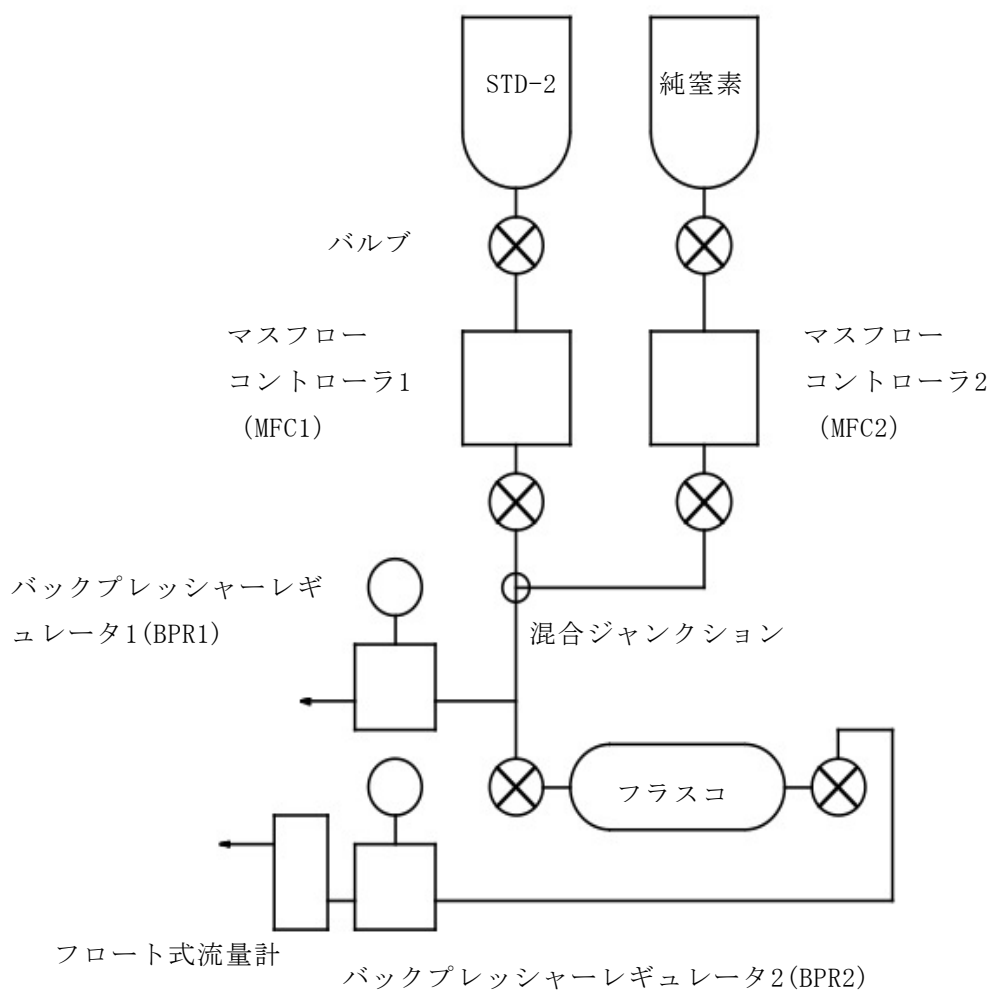 STD-2
純窒素
バルブ
マスフロー
コントローラ1
(MFC1)
マスフロー
コントローラ2
(MFC2)
バックプレッシャーレギ
ュレータ1(BPR1)
混合ジャンクション
フラスコ
フロート式流量計
バックプレッシャーレギュレータ2(BPR2)